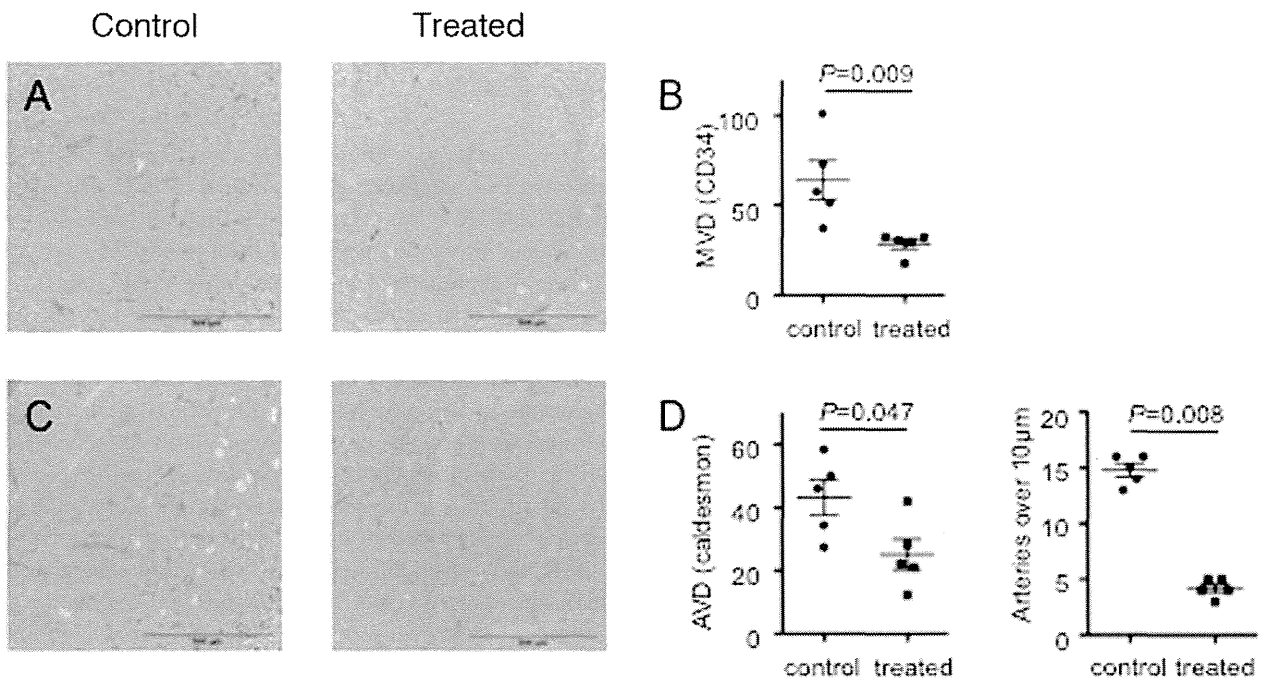 Control
Treated
A
B
P=0.009
MVD (CD34)
100
50
0
control treated
C
D
P=0.047
AVD (caldesmon)
60
40
20
0
control treated
P=0.008
Arteries over 10µm
20
15
10
5
0
control treated